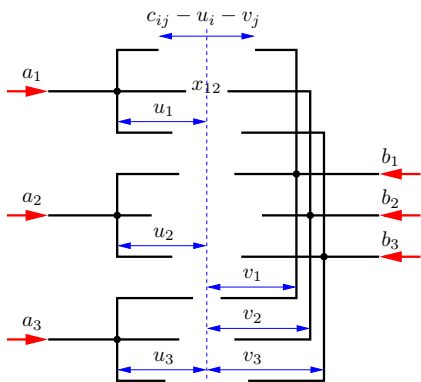 c_{ij} − u_i − v_j
a_1
x_{12}
u_1
b_1
a_2
b_2
u_2
b_3
v_1
a_3
v_2
u_3
v_3